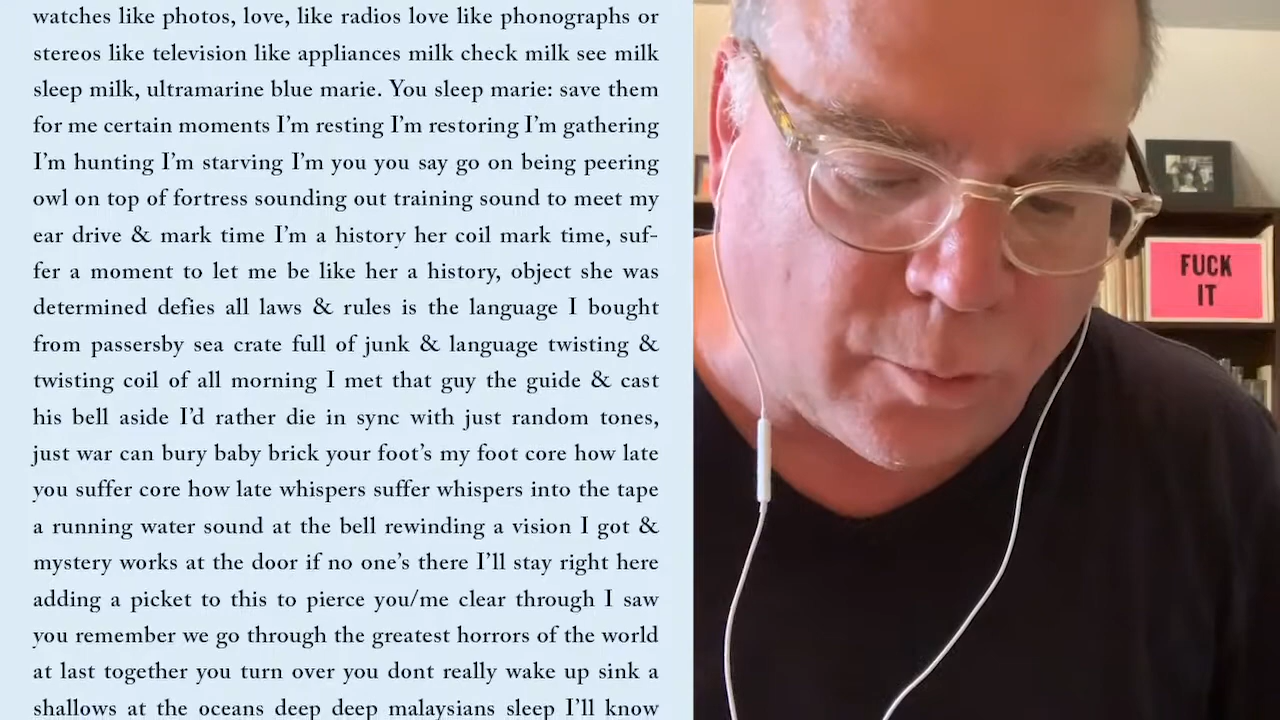 watches like photos, love, like radios love like phonographs or
stereos like television like appliances milk check milk see milk
sleep milk, ultramarine blue marie. You sleep marie: save them
for me certain moments I’m resting I’m restoring I’m gathering
I’m hunting I’m starving I’m you you say go on being peering
owl on top of fortress sounding out training sound to meet my
ear drive & mark time I’m a history her coil mark time, suf-
fer a moment to let me be like her a history, object she was
determined defies all laws & rules is the language I bought
from passersby sea crate full of junk & language twisting &
twisting coil of all morning I met that guy the guide & cast
his bell aside I’d rather die in sync with just random tones,
just war can bury baby brick your foot’s my foot core how late
you suffer core how late whispers suffer whispers into the tape
a running water sound at the bell rewinding a vision I got &
mystery works at the door if no one’s there I’ll stay right here
adding a picket to this to pierce you/me clear through I saw
you remember we go through the greatest horrors of the world
at last together you turn over you dont really wake up sink a
shallows at the oceans deep deep malaysians sleep I’ll know
FUCK
IT